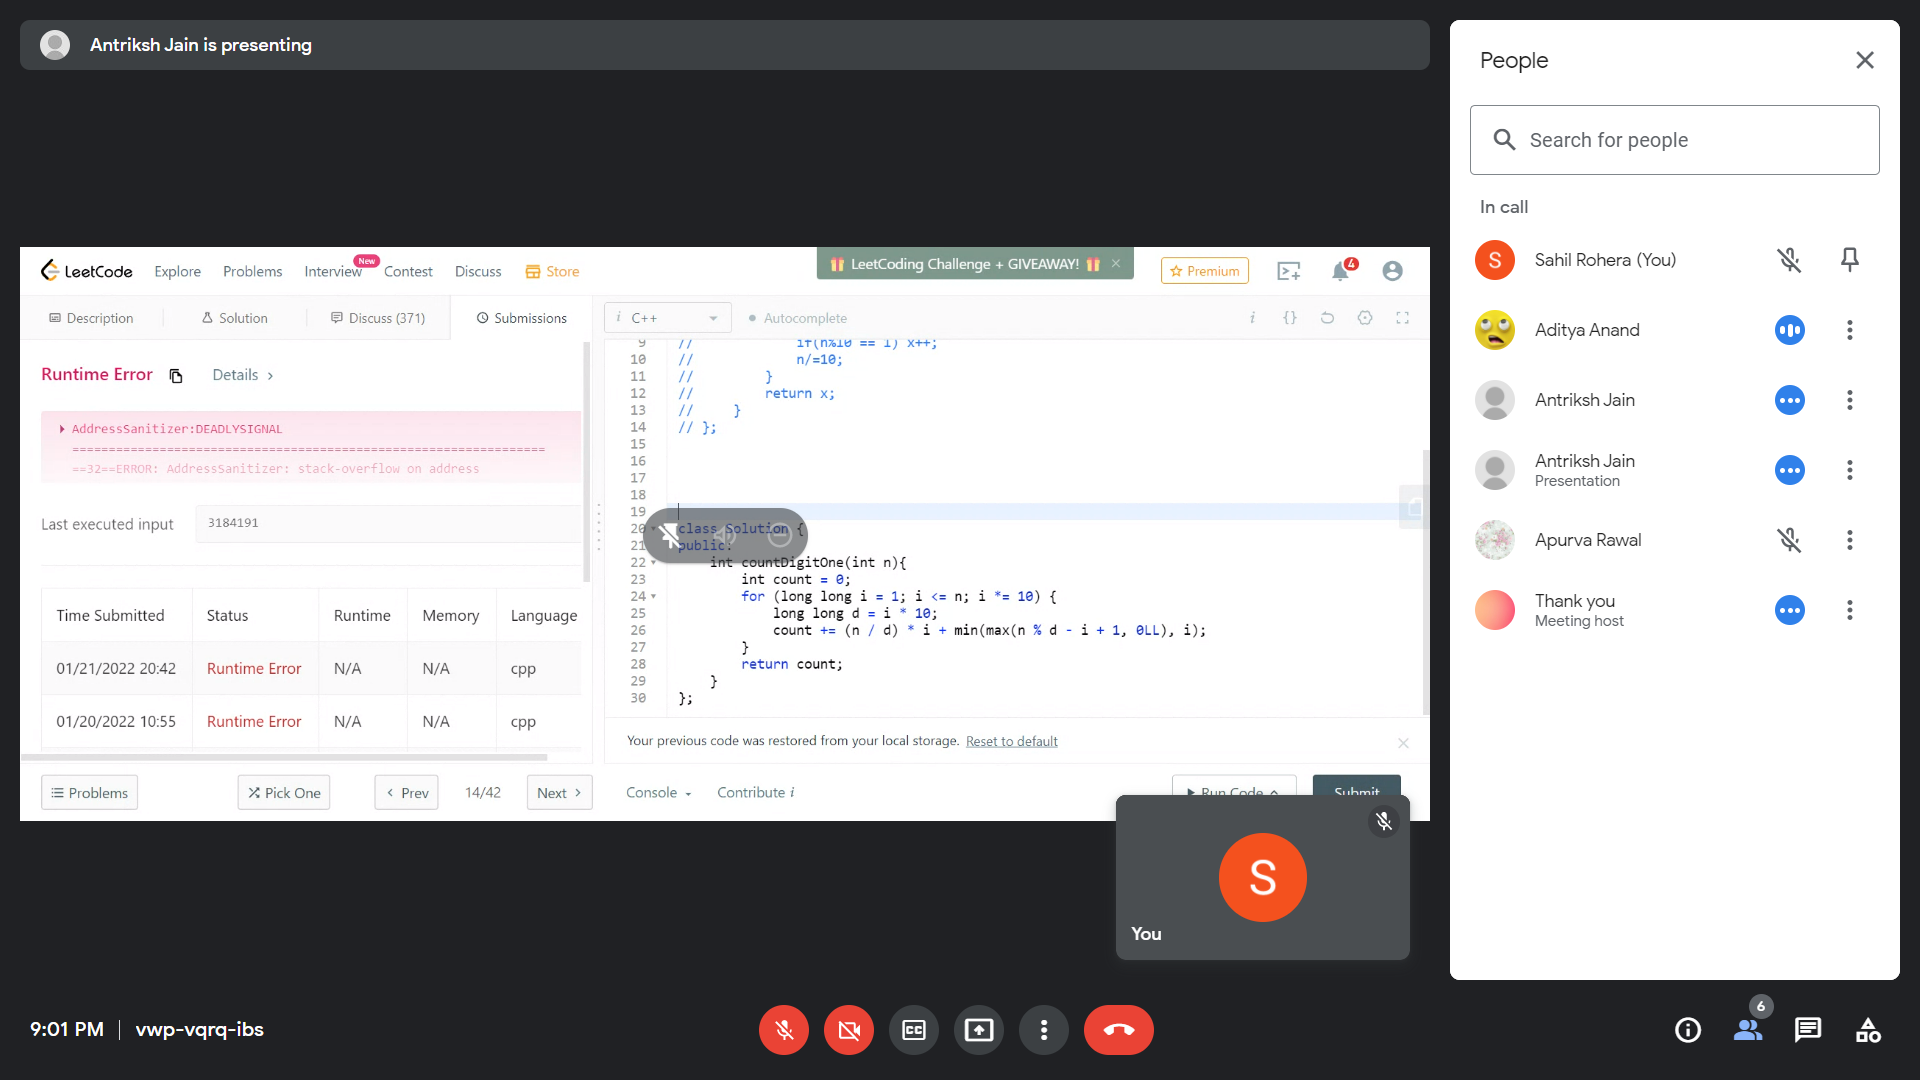 Antriksh Jain is presenting
LeetCode
Explore
Problems
Interview
New
Contest
Discuss
Store
LeetCoding Challenge + GIVEAWAY!
Premium
4
Description
Solution
Discuss (371)
Submissions
i C++
Autocomplete
i
{}
Runtime Error
Details
AddressSanitizer:DEADLYSIGNAL
=================================================================
==32==ERROR: AddressSanitizer: stack-overflow on address
Last executed input
3184191
Time Submitted Status Runtime Memory Language
01/21/2022 20:42 Runtime Error N/A N/A cpp
01/20/2022 10:55 Runtime Error N/A N/A cpp
9 // if(n%10 == 1) x++;
10 // n/=10;
11 // }
12 // return x;
13 // }
14 // };
15
16
17
18
19
20 class Solution {
21 public:
22 int countDigitOne(int n){
23 int count = 0;
24 for (long long i = 1; i <= n; i *= 10) {
25 long long d = i * 10;
26 count += (n / d) * i + min(max(n % d - i + 1, 0LL), i);
27 }
28 return count;
29 }
30 };
Your previous code was restored from your local storage. Reset to default
Problems
Pick One
Prev
14/42
Next
Console
Contribute i
Run Code
Submit
S
You
People
Search for people
In call
S
Sahil Rohera (You)
Aditya Anand
Antriksh Jain
Antriksh Jain
Presentation
Apurva Rawal
Thank you
Meeting host
9:01 PM | vwp-vqrq-ibs
CC
6